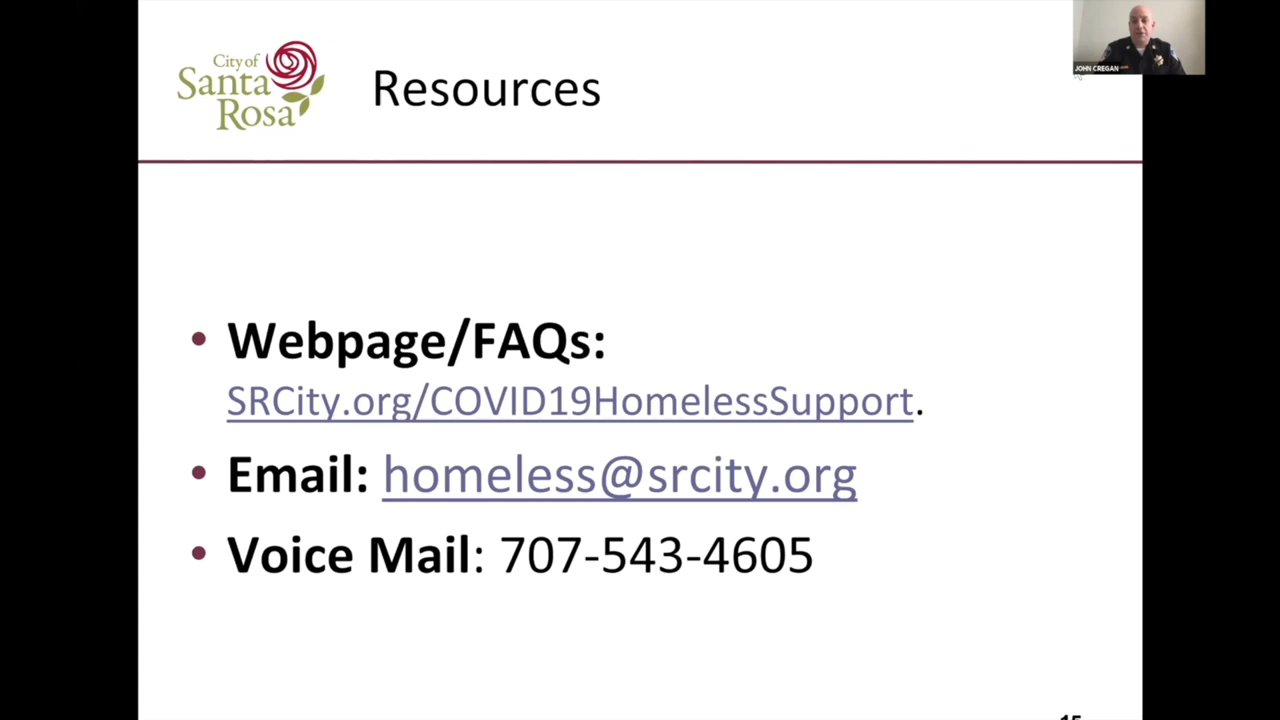 City of
Santa
Rosa
Resources
JOHN CREGAN
• Webpage/FAQs:
SRCity.org/COVID19HomelessSupport.
• Email: homeless@srcity.org
• Voice Mail: 707-543-4605
15